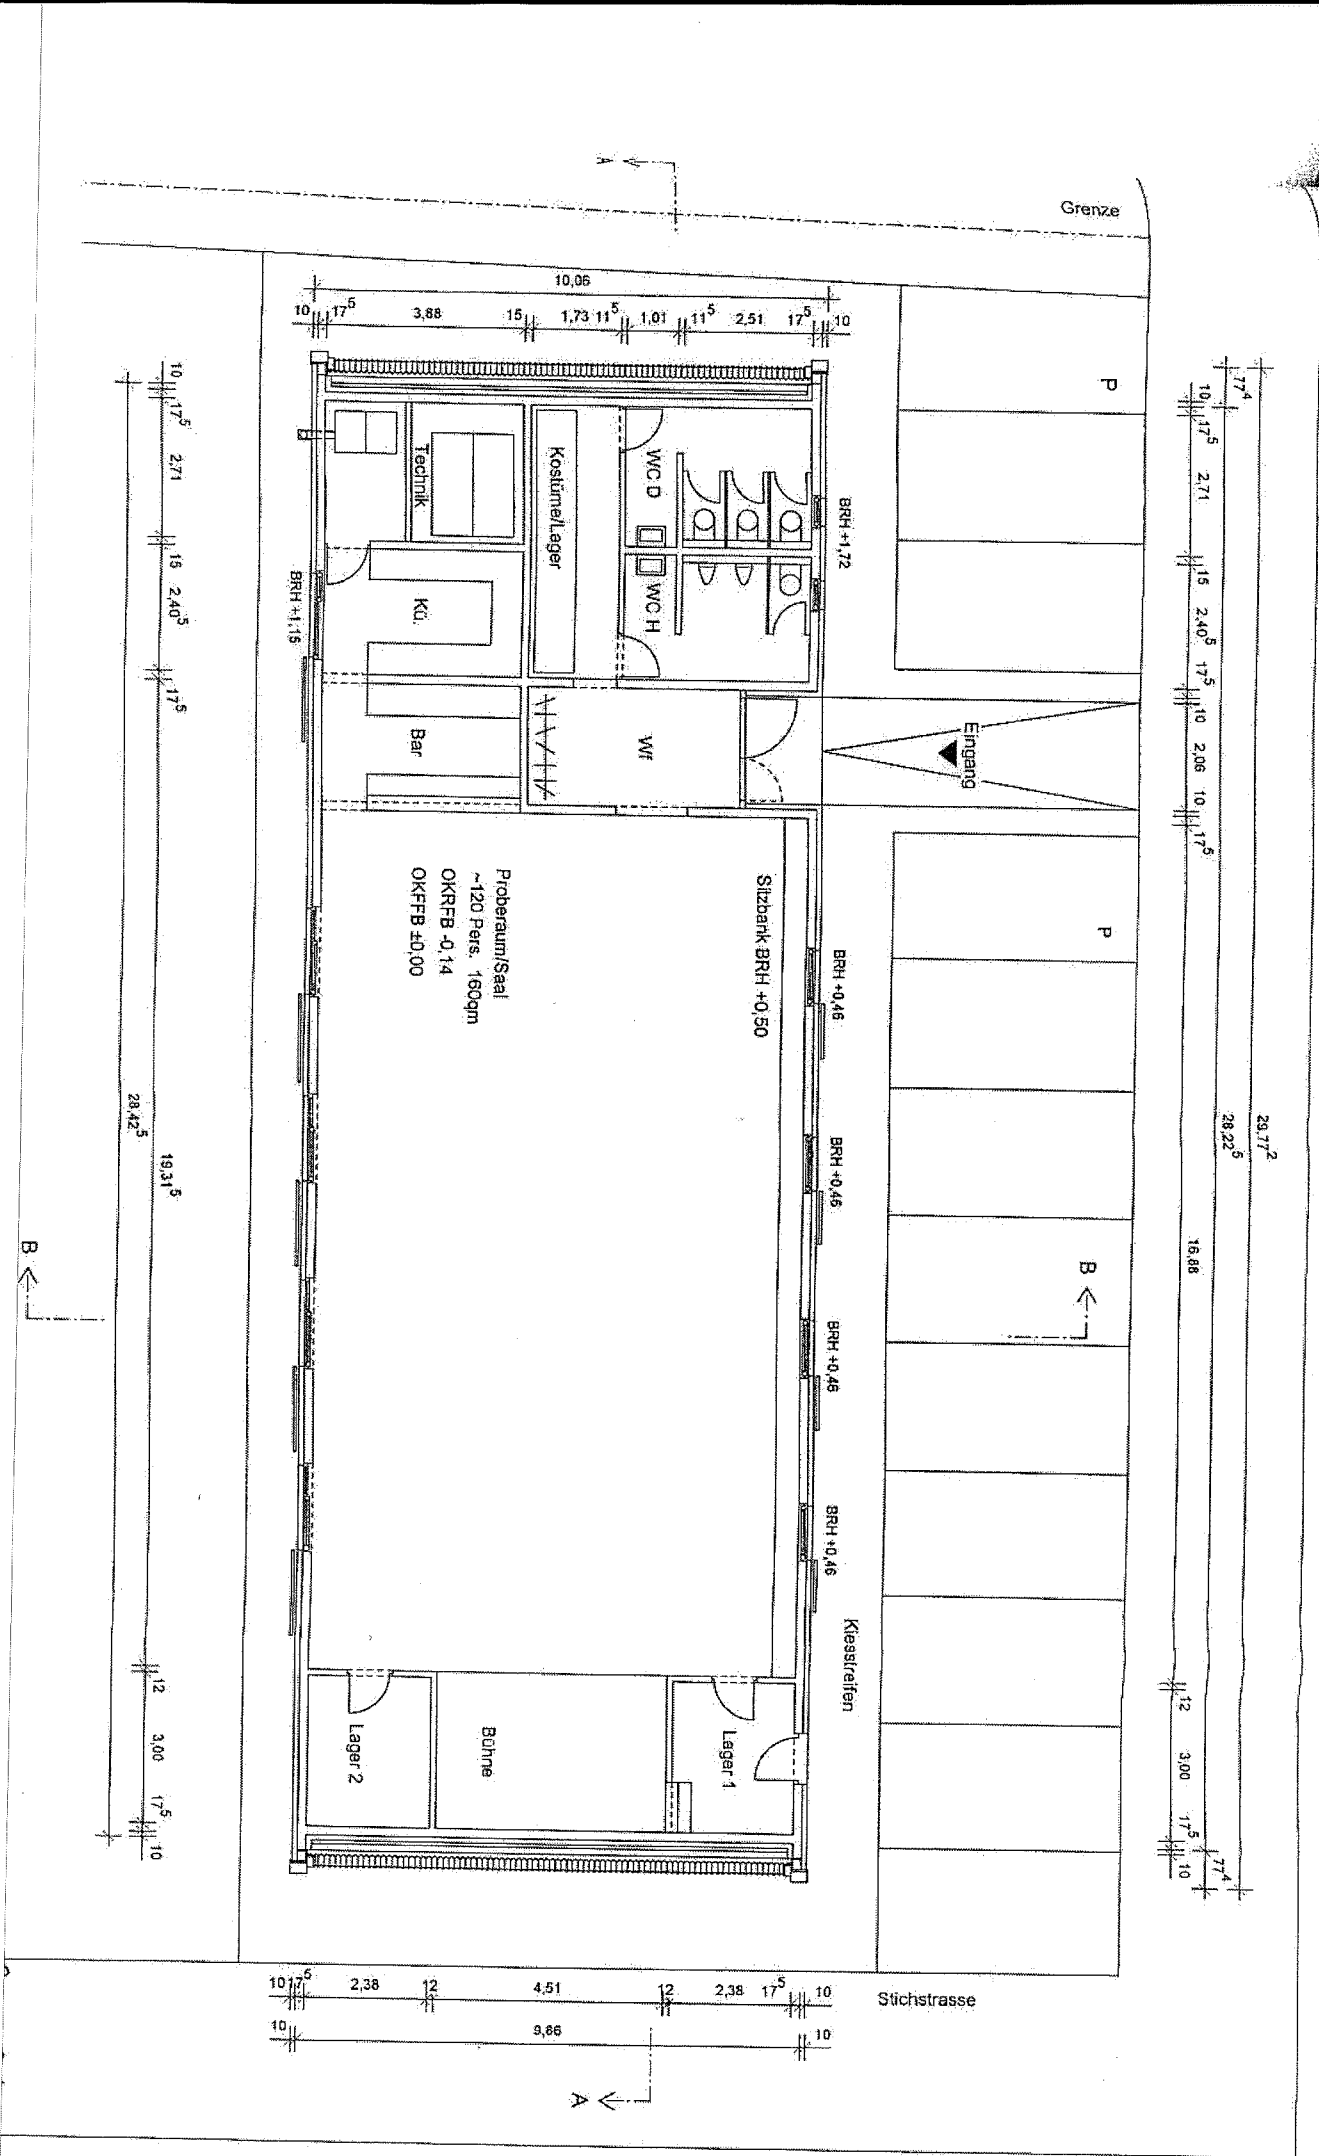 Grenze
A
10,06
10 17⁵ 3,88 15 1,73 11⁵ 1,01 11⁵ 2,51 17⁵ 10
P
77⁴
10 17⁵ 2,71 15 2,40⁵ 17⁵ 10 2,06 10 17⁵ 16,86 12 3,00 17⁵ 10
28,22⁵
77⁴
29,77²
10 17⁵ 2,71 15 2,40⁵ 17⁵ 19,31⁵ 12 3,00 17⁵ 10
28,42⁵
BRH +1,72
BRH +1,15
Technik
Kostüme/Lager
WC D
WC H
Kü.
Bar
Wf
Eingang
P
Proberaum/Saal
~120 Pers. 160qm
OKRFB -0,14
OKFFB ±0,00
Sitzbank BRH +0,50
BRH +0,46
BRH +0,46
BRH +0,46
BRH +0,46
B
B
Kiesstreifen
Lager 2
Bühne
Lager 1
10 17⁵ 2,38 12 4,51 12 2,38 17⁵ 10
Stichstrasse
10 9,86 10
A